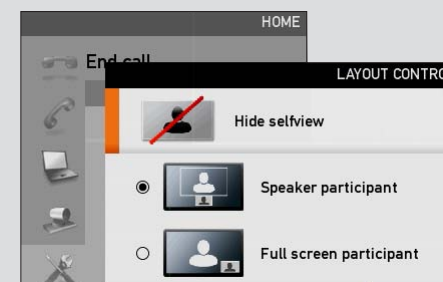 HOME
End call
LAYOUT CONTRO
Hide selfview
Speaker participant
Full screen participant